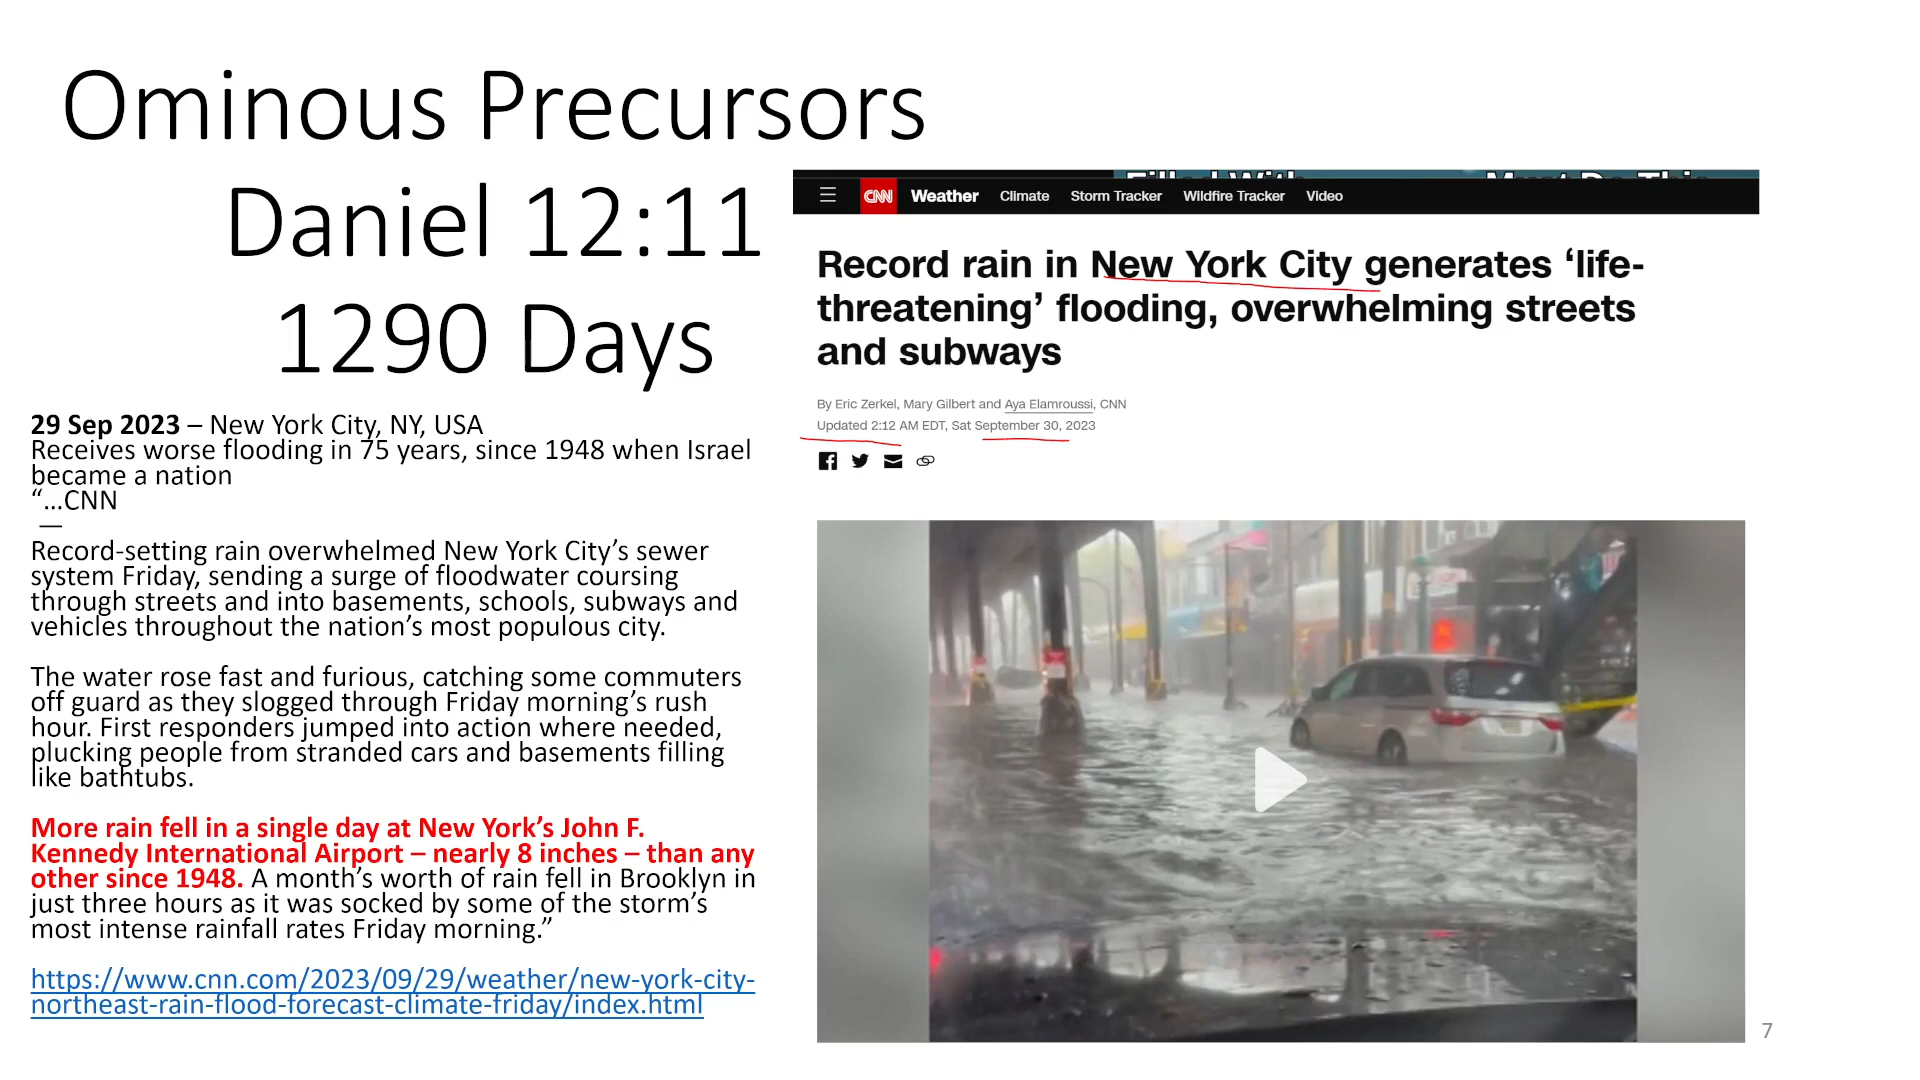 Ominous Precursors
Daniel 12:11
1290 Days
29 Sep 2023 – New York City, NY, USA
Receives worse flooding in 75 years, since 1948 when Israel
became a nation
“…CNN
—
Record-setting rain overwhelmed New York City’s sewer
system Friday, sending a surge of floodwater coursing
through streets and into basements, schools, subways and
vehicles throughout the nation’s most populous city.
The water rose fast and furious, catching some commuters
off guard as they slogged through Friday morning’s rush
hour. First responders jumped into action where needed,
plucking people from stranded cars and basements filling
like bathtubs.
More rain fell in a single day at New York’s John F.
Kennedy International Airport – nearly 8 inches – than any
other since 1948. A month’s worth of rain fell in Brooklyn in
just three hours as it was socked by some of the storm’s
most intense rainfall rates Friday morning.”
https://www.cnn.com/2023/09/29/weather/new-york-city-
northeast-rain-flood-forecast-climate-friday/index.html
Filled With Must Do This
CNN Weather Climate Storm Tracker Wildfire Tracker Video
Record rain in New York City generates ‘life-
threatening’ flooding, overwhelming streets
and subways
By Eric Zerkel, Mary Gilbert and Aya Elamroussi, CNN
Updated 2:12 AM EDT, Sat September 30, 2023
7